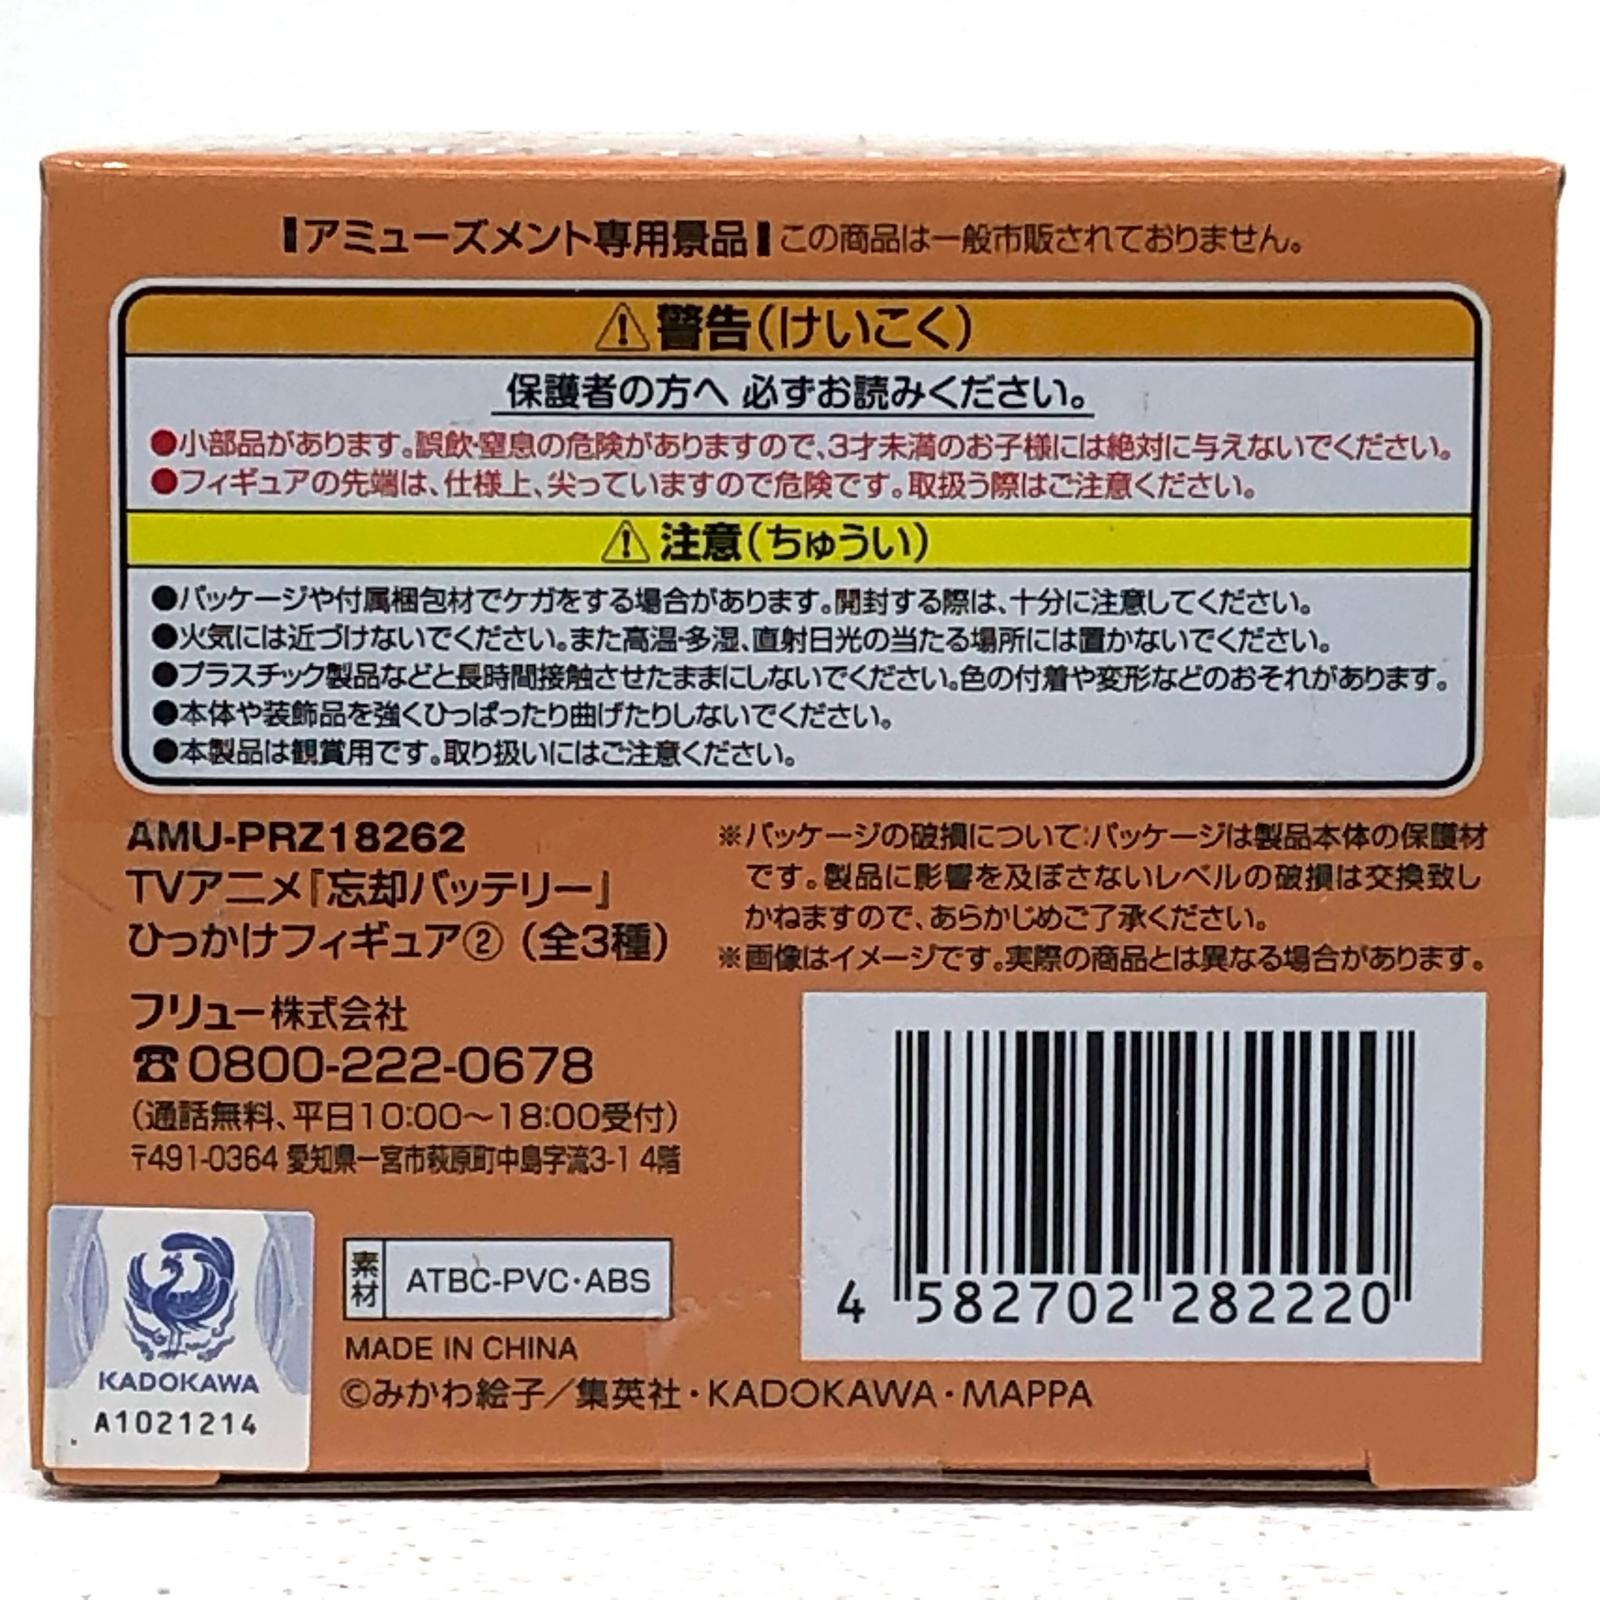 ▌アミューズメント専用景品▌この商品は一般市販されておりません。
⚠警告(けいこく)
保護者の方へ 必ずお読みください。
●小部品があります。誤飲・窒息の危険がありますので、3才未満のお子様には絶対に与えないでください。
●フィギュアの先端は、仕様上、尖っていますので危険です。取扱う際はご注意ください。
⚠注意(ちゅうい)
●パッケージや付属梱包材でケガをする場合があります。開封する際は、十分に注意してください。
●火気には近づけないでください。また高温・多湿、直射日光の当たる場所には置かないでください。
●プラスチック製品などと長時間接触させたままにしないでください。色の付着や変形などのおそれがあります。
●本体や装飾品を強くひっぱったり曲げたりしないでください。
●本製品は観賞用です。取り扱いにはご注意ください。
AMU-PRZ18262
TVアニメ『忘却バッテリー』
ひっかけフィギュア②(全3種)
フリュー株式会社
☎0800-222-0678
(通話無料、平日10:00〜18:00受付)
〒491-0364 愛知県一宮市萩原町中島字流3-1 4階
※パッケージの破損について:パッケージは製品本体の保護材
です。製品に影響を及ぼさないレベルの破損は交換致し
かねますので、あらかじめご了承ください。
※画像はイメージです。実際の商品とは異なる場合があります。
4 582702 282220
素材 ATBC-PVC・ABS
MADE IN CHINA
©みかわ絵子/集英社・KADOKAWA・MAPPA
KADOKAWA
A1021214